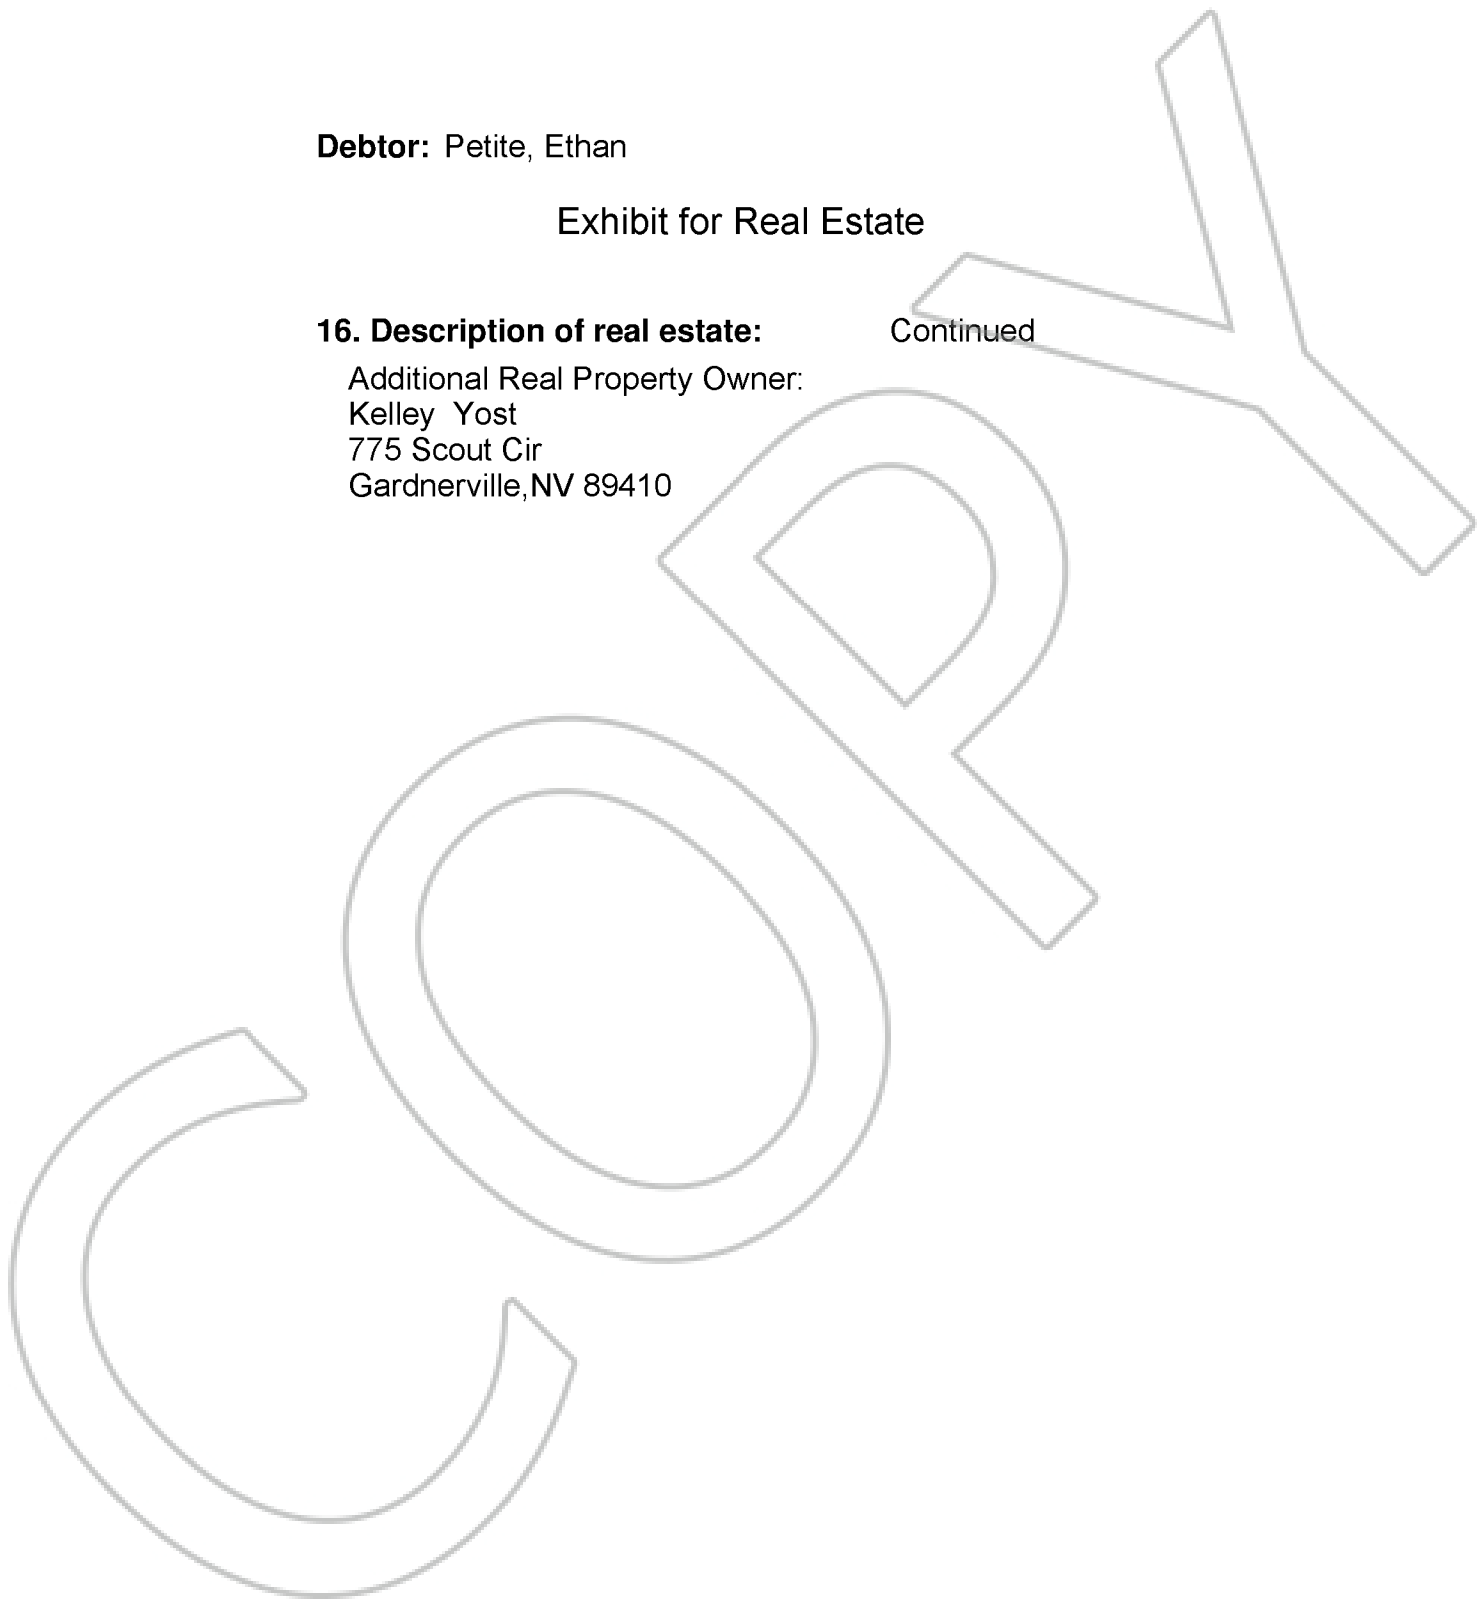 Debtor: Petite, Ethan
Exhibit for Real Estate
16. Description of real estate: Continued
Additional Real Property Owner:
Kelley  Yost
775 Scout Cir
Gardnerville,NV 89410
COPY